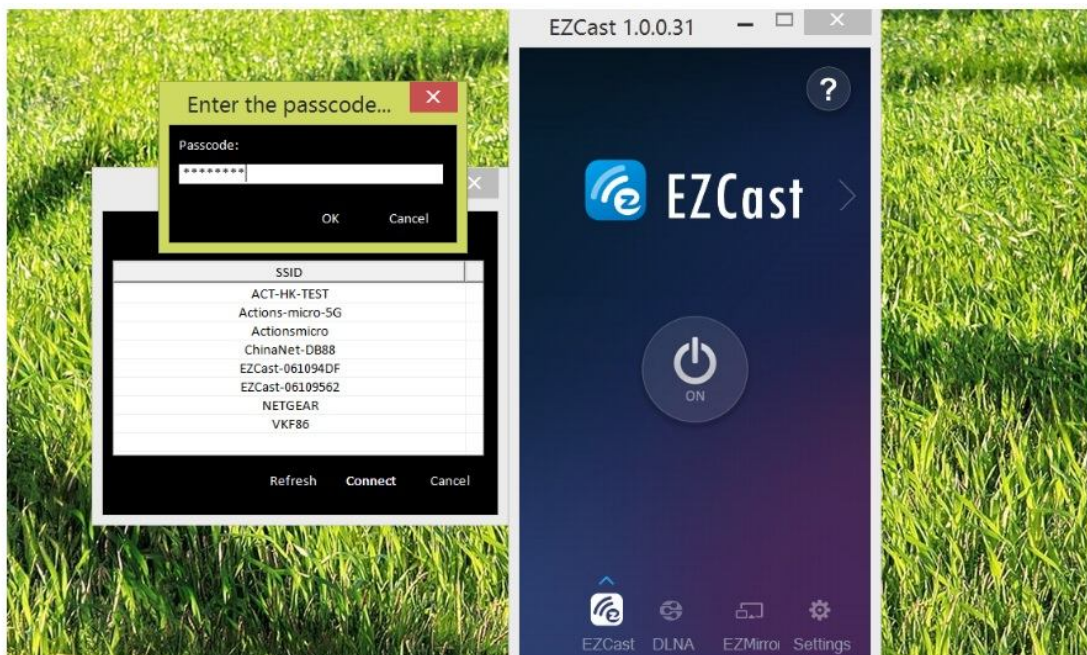 EZCast 1.0.0.31
?
Enter the passcode...
Passcode:
********
OK Cancel
SSID
ACT-HK-TEST
Actions-micro-5G
Actionsmicro
ChinaNet-DB88
EZCast-061094DF
EZCast-06109562
NETGEAR
VKF86
Refresh Connect Cancel
EZCast
ON
EZCast DLNA EZMirror Settings